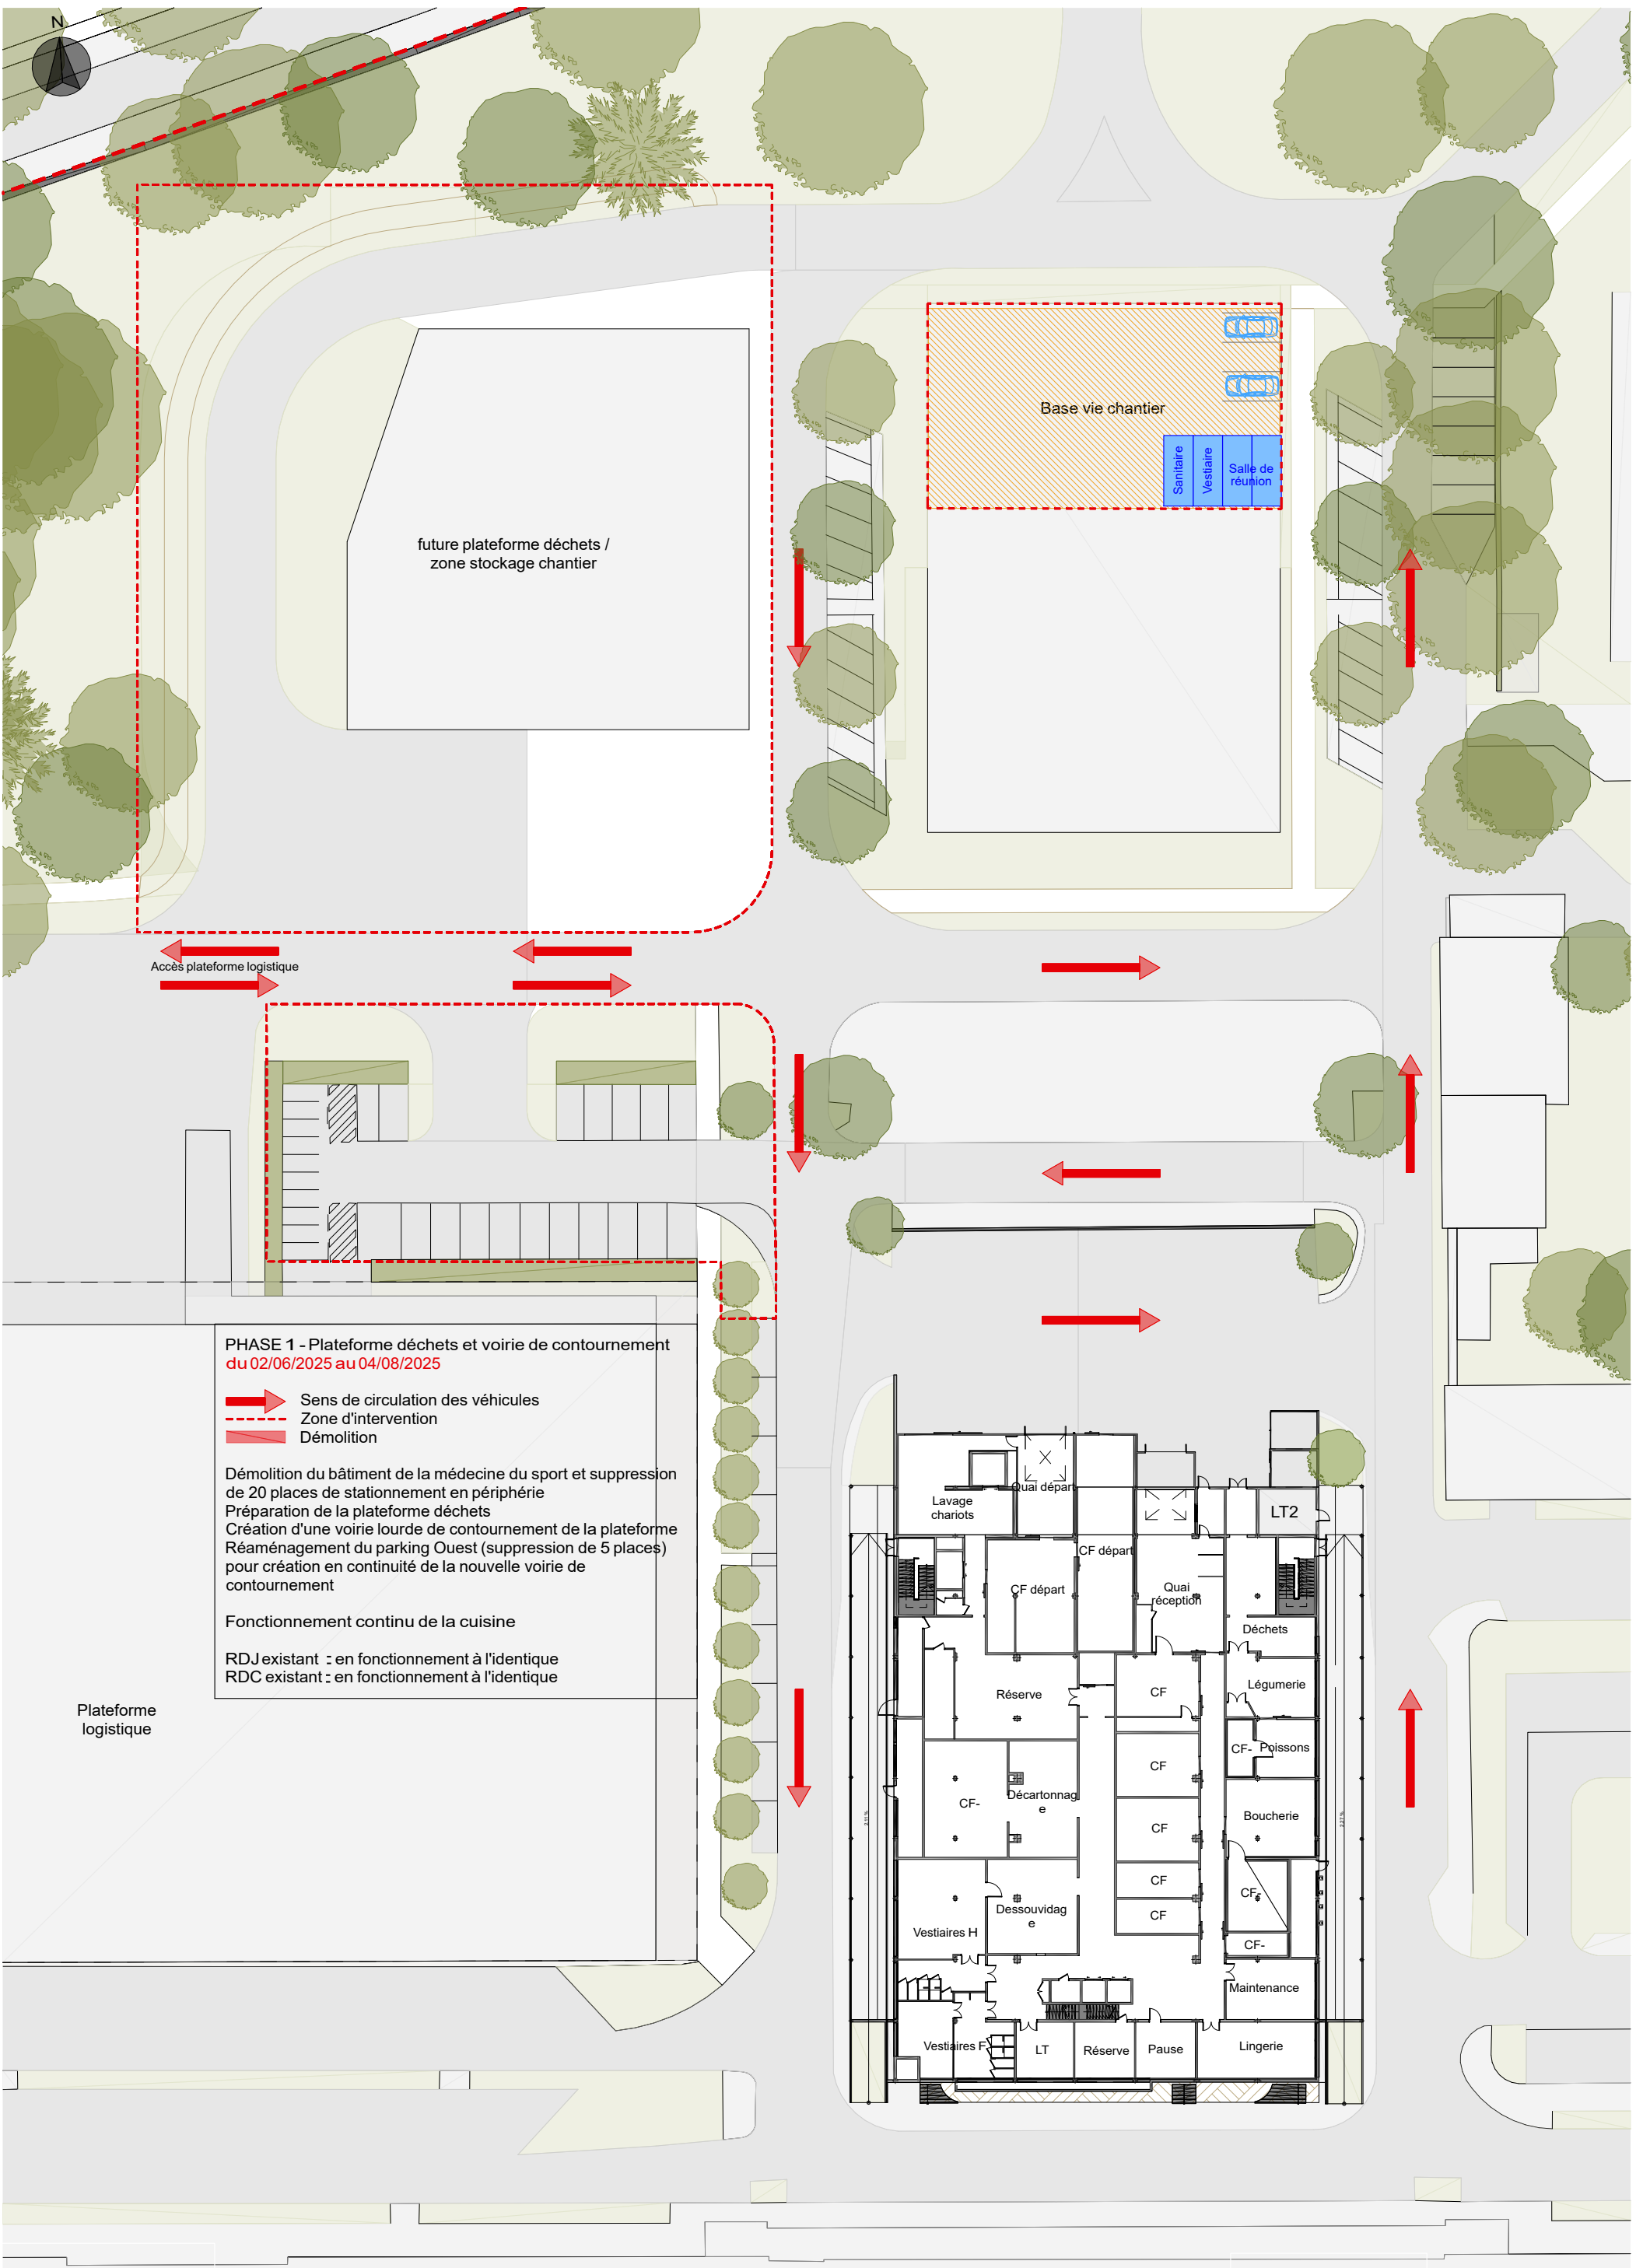 N
Base vie chantier
Sanitaire
Vestiaire
Salle de
réunion
future plateforme déchets /
zone stockage chantier
Accès plateforme logistique
PHASE 1 - Plateforme déchets et voirie de contournement
du 02/06/2025 au 04/08/2025
Sens de circulation des véhicules
Zone d'intervention
Démolition
Démolition du bâtiment de la médecine du sport et suppression
de 20 places de stationnement en périphérie
Préparation de la plateforme déchets
Création d'une voirie lourde de contournement de la plateforme
Réaménagement du parking Ouest (suppression de 5 places)
pour création en continuité de la nouvelle voirie de
contournement
Fonctionnement continu de la cuisine
RDJ existant : en fonctionnement à l'identique
RDC existant : en fonctionnement à l'identique
Plateforme
logistique
Quai départ
Lavage
chariots
LT2
CF départ
CF départ
Quai
réception
Déchets
Réserve
CF
Légumerie
CF-
Poissons
CF
CF-
Décartonnag
e
Boucherie
CF
CF
CF-
CF
Dessouvidag
e
Vestiaires H
CF-
Maintenance
Vestiaires F
LT
Réserve
Pause
Lingerie
2.11 %
2.27 %